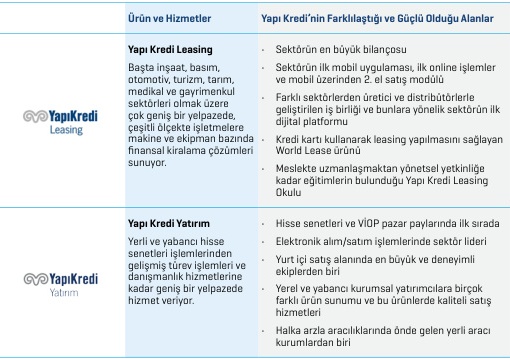 Ürün ve Hizmetler
Yapı Kredi'nin Farklılaştığı ve Güçlü Olduğu Alanlar
YapıKredi
Leasing
Yapı Kredi Leasing
Başta inşaat, basım,
otomotiv, turizm, tarım,
medikal ve gayrimenkul
sektörleri olmak üzere
çok geniş bir yelpazede,
çeşitli ölçekte işletmelere
makine ve ekipman bazında
finansal kiralama çözümleri
sunuyor.
· Sektörün en büyük bilançosu
· Sektörün ilk mobil uygulaması, ilk online işlemler
ve mobil üzerinden 2. el satış modülü
· Farklı sektörlerden üretici ve distribütörlerle
geliştirilen iş birliği ve bunlara yönelik sektörün ilk
dijital platformu
· Kredi kartı kullanarak leasing yapılmasını sağlayan
World Lease ürünü
· Meslekte uzmanlaşmaktan yönetsel yetkinliğe
kadar eğitimlerin bulunduğu Yapı Kredi Leasing
Okulu
YapıKredi
Yatırım
Yapı Kredi Yatırım
Yerli ve yabancı hisse
senetleri işlemlerinden
gelişmiş türev işlemleri ve
danışmanlık hizmetlerine
kadar geniş bir yelpazede
hizmet veriyor.
· Hisse senetleri ve VİOP pazar paylarında ilk sırada
· Elektronik alım/satım işlemlerinde sektör lideri
· Yurt içi satış alanında en büyük ve deneyimli
ekiplerden biri
· Yerel ve yabancı kurumsal yatırımcılara birçok
farklı ürün sunumu ve bu ürünlerde kaliteli satış
hizmetleri
· Halka arzla aracılıklarında önde gelen yerli aracı
kurumlardan biri